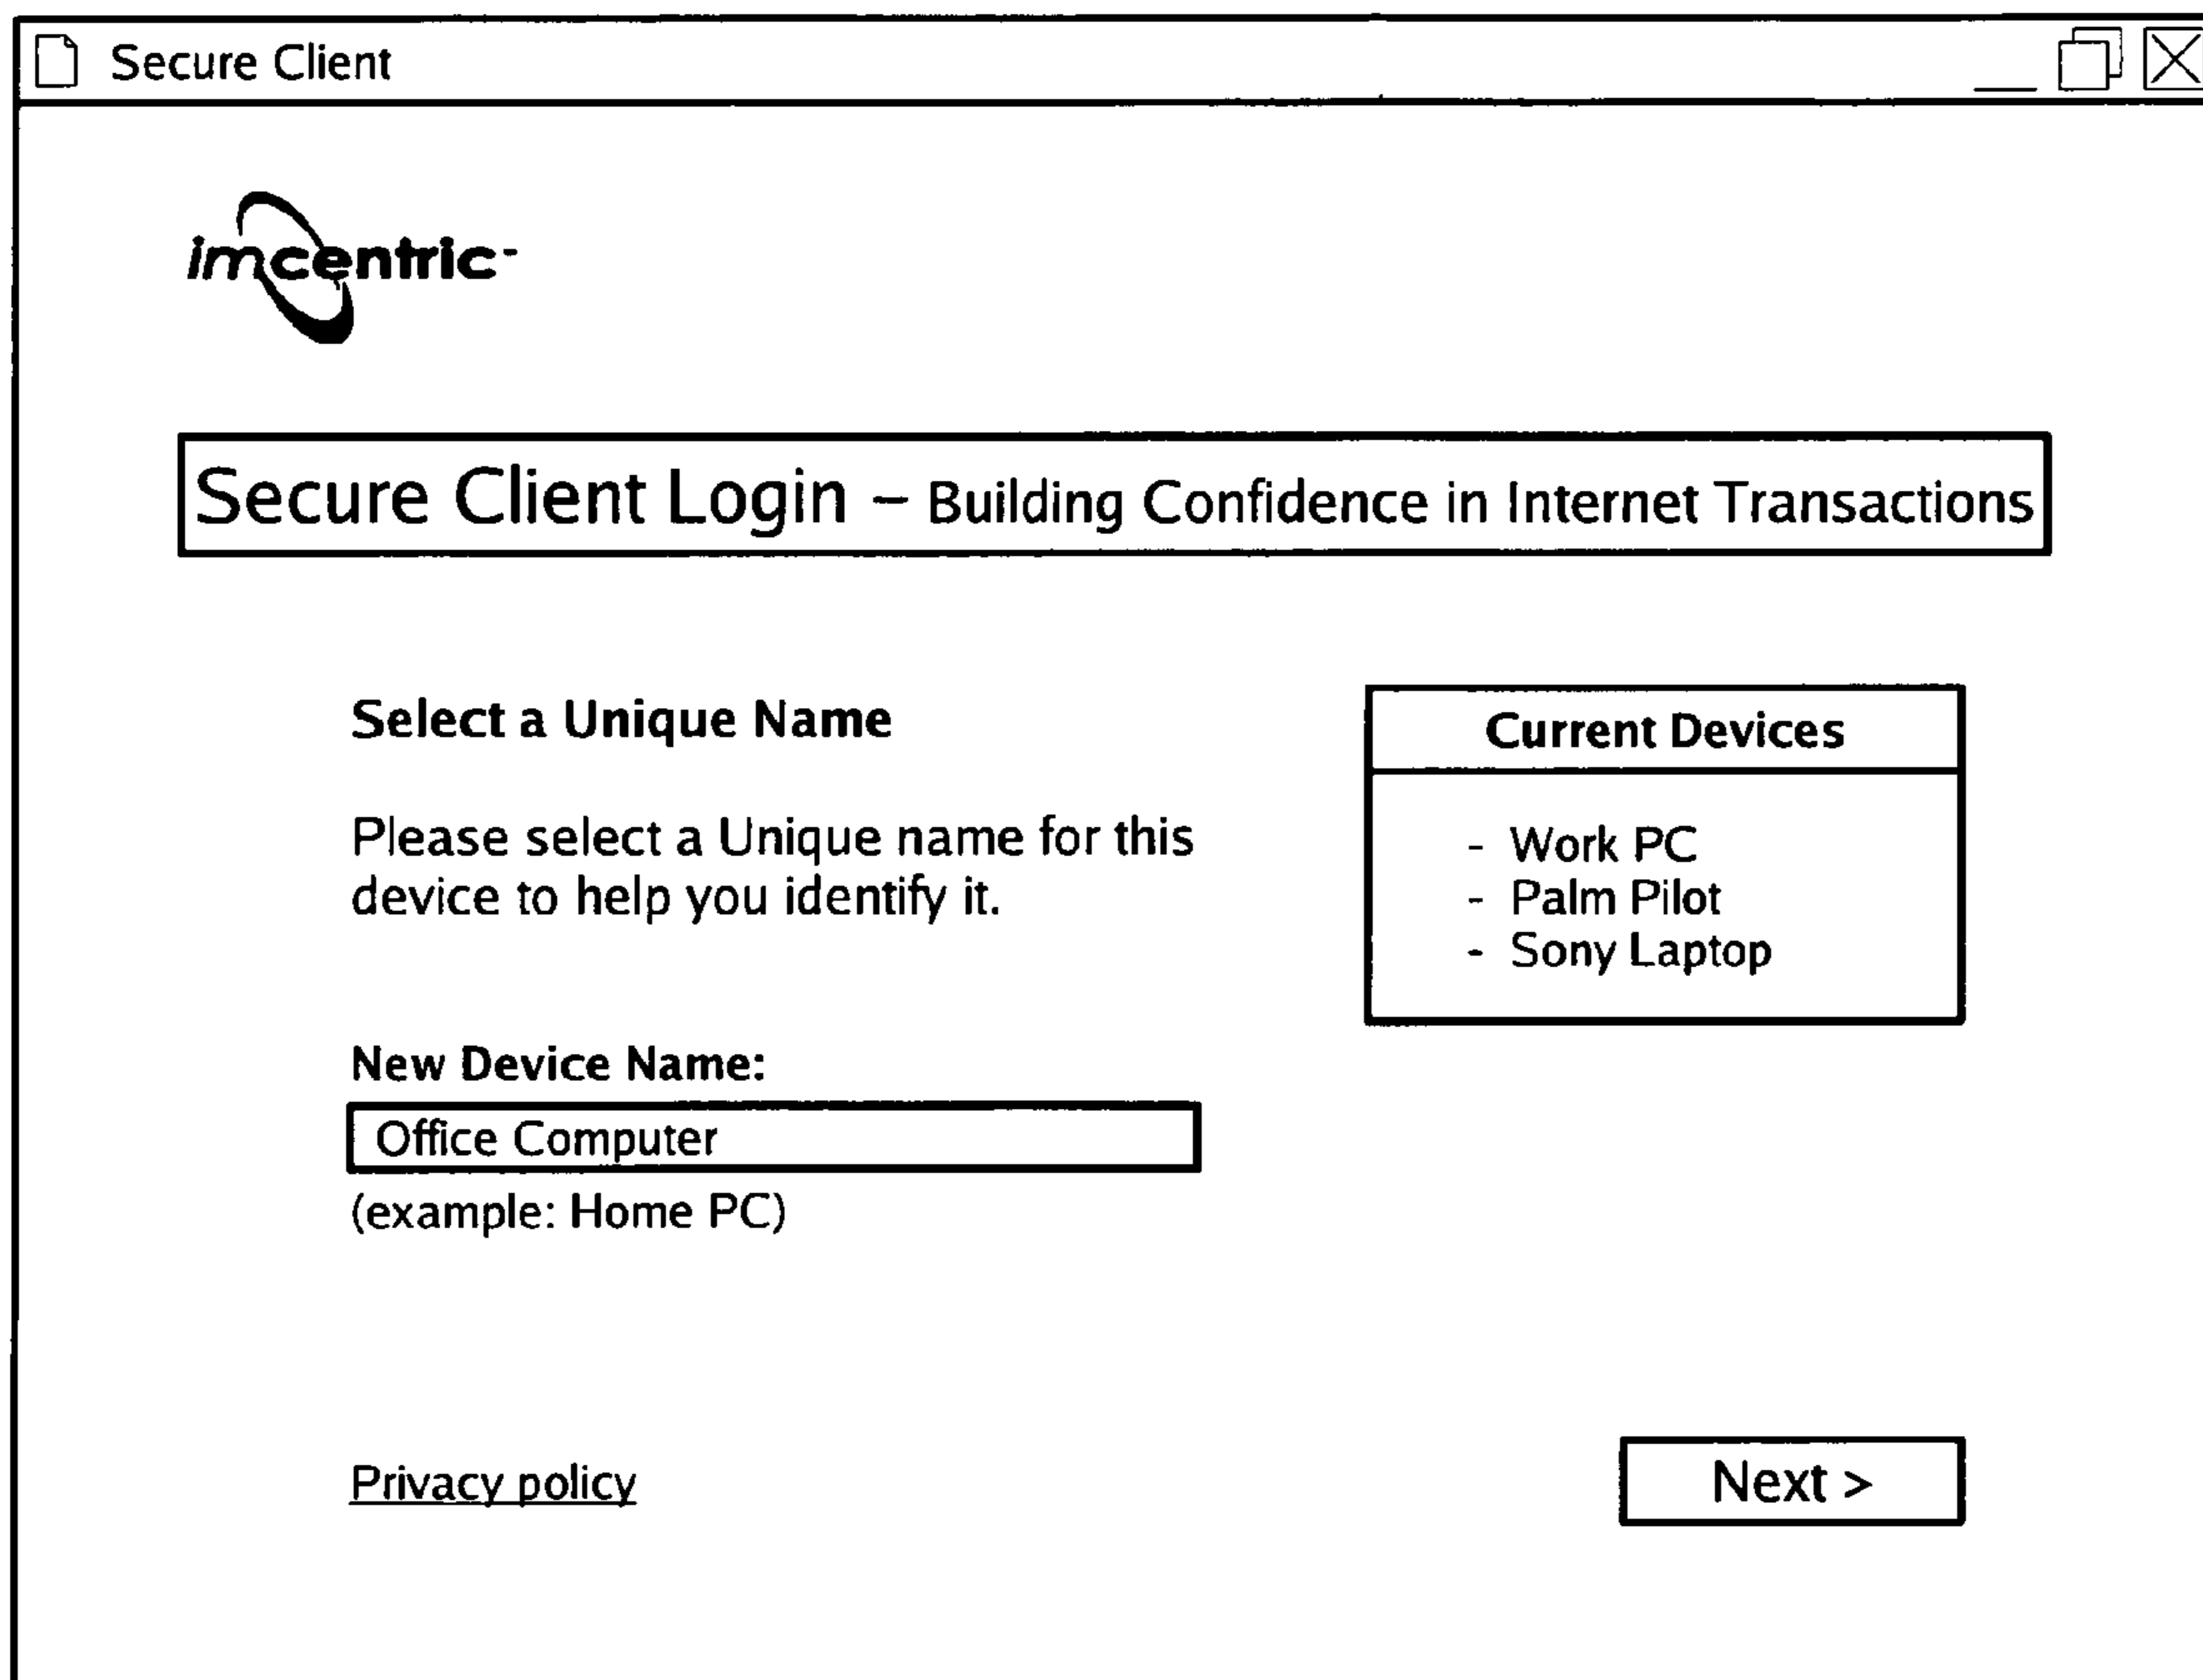 Secure Client
imcentric
Secure Client Login – Building Confidence in Internet Transactions
Select a Unique Name
Please select a Unique name for this
device to help you identify it.
New Device Name:
Office Computer
(example: Home PC)
Current Devices
- Work PC
- Palm Pilot
- Sony Laptop
Privacy policy
Next >